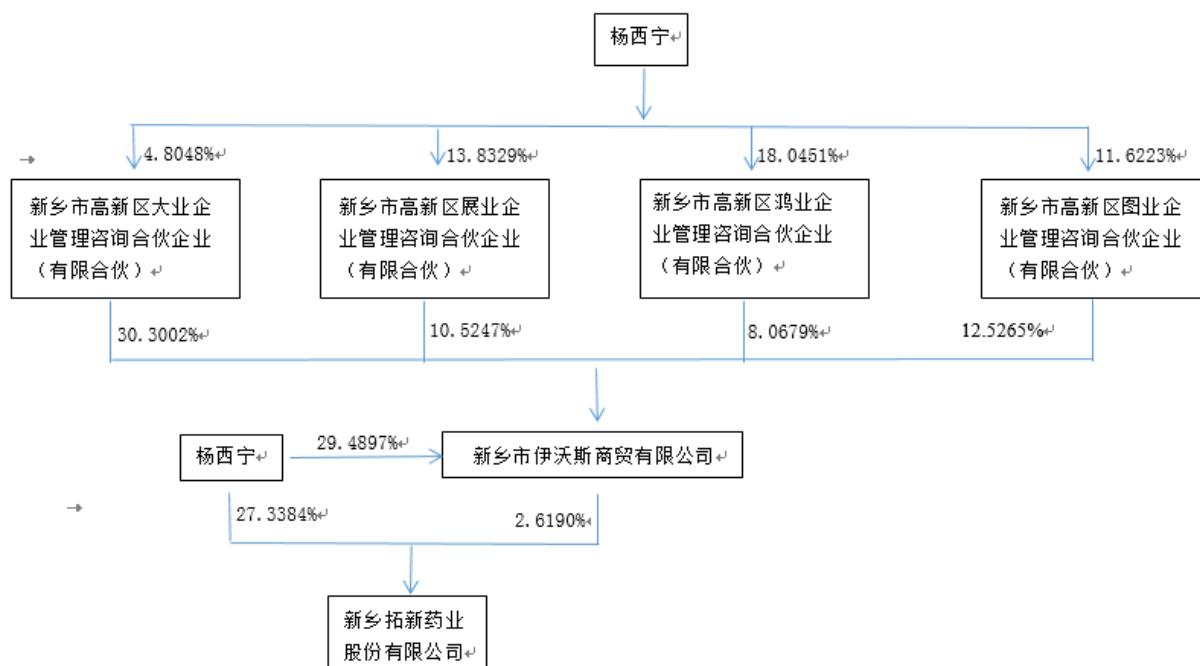 杨西宁
4.8048%
13.8329%
18.0451%
11.6223%
新乡市高新区大业企
业管理咨询合伙企业
（有限合伙）
新乡市高新区展业企
业管理咨询合伙企业
（有限合伙）
新乡市高新区鸿业企
业管理咨询合伙企业
（有限合伙）
新乡市高新区图业企
业管理咨询合伙企业
（有限合伙）
30.3002%
10.5247%
8.0679%
12.5265%
杨西宁
29.4897%
新乡市伊沃斯商贸有限公司
27.3384%
2.6190%
新乡拓新药业
股份有限公司